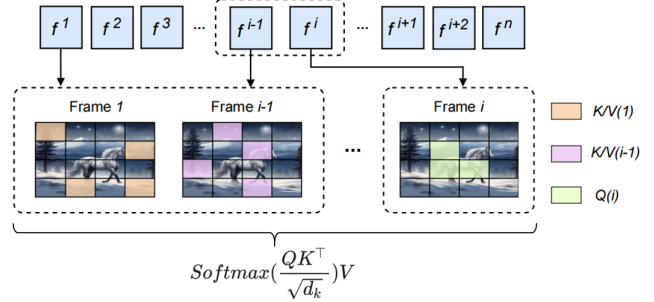 f¹ f² f³ ... fⁱ⁻¹ fⁱ ... fⁱ⁺¹ fⁱ⁺² fⁿ
Frame 1 Frame i-1 ... Frame i
K/V(1)
K/V(i-1)
Q(i)
Softmax(QK^⊤/√d_k)V